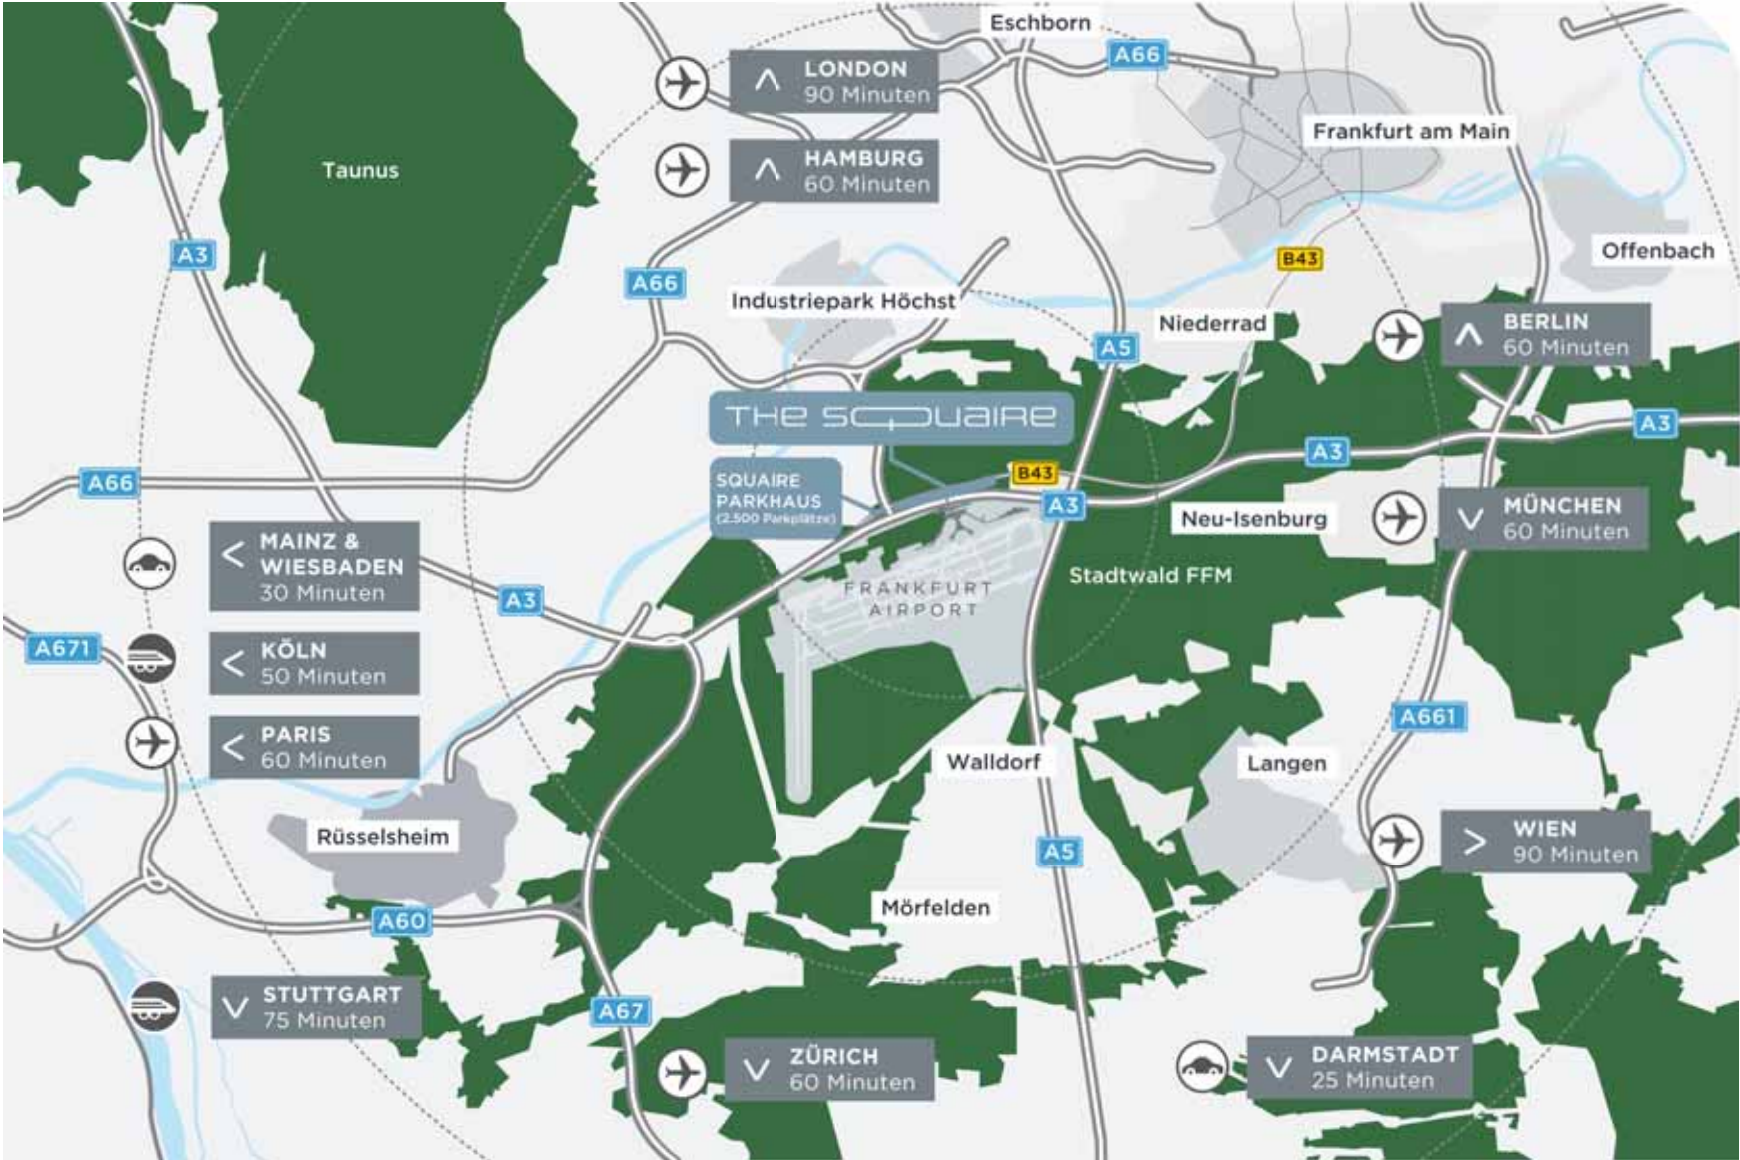 Eschborn
A66
LONDON
90 Minuten
Frankfurt am Main
HAMBURG
60 Minuten
Taunus
A3
A66
B43
Offenbach
Industriepark Höchst
Niederrad
BERLIN
60 Minuten
A5
THE SQUAIRE
A3
A3
A66
SQUAIRE
PARKHAUS
(2.500 Parkplätze)
B43
A3
Neu-Isenburg
MÜNCHEN
60 Minuten
MAINZ &
WIESBADEN
30 Minuten
A3
FRANKFURT
AIRPORT
Stadtwald FFM
A671
KÖLN
50 Minuten
A661
PARIS
60 Minuten
Walldorf
Langen
Rüsselsheim
A5
WIEN
90 Minuten
Mörfelden
A60
STUTTGART
75 Minuten
A67
ZÜRICH
60 Minuten
DARMSTADT
25 Minuten